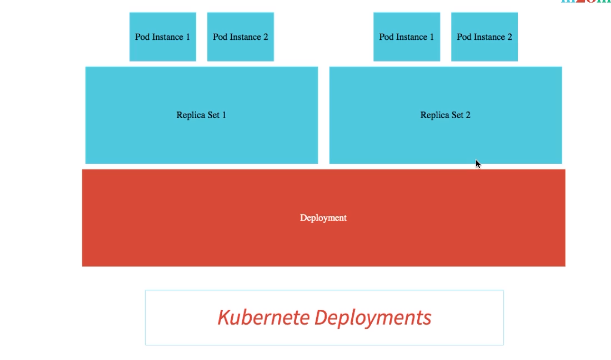 Pod Instance 1 Pod Instance 2 Pod Instance 1 Pod Instance 2
Replica Set 1 Replica Set 2
Deployment
Kubernete Deployments